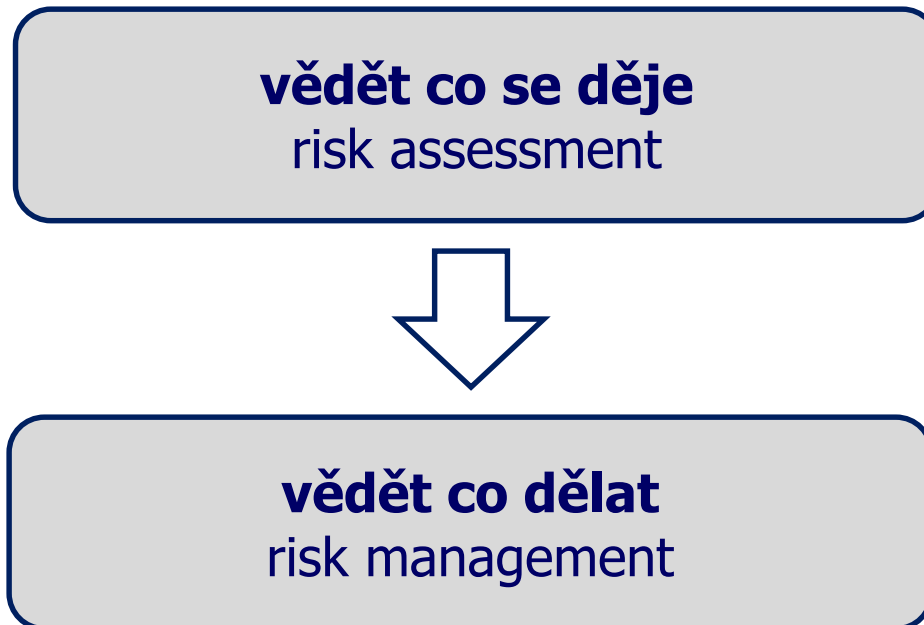 vědět co se děje
risk assessment
vědět co dělat
risk management